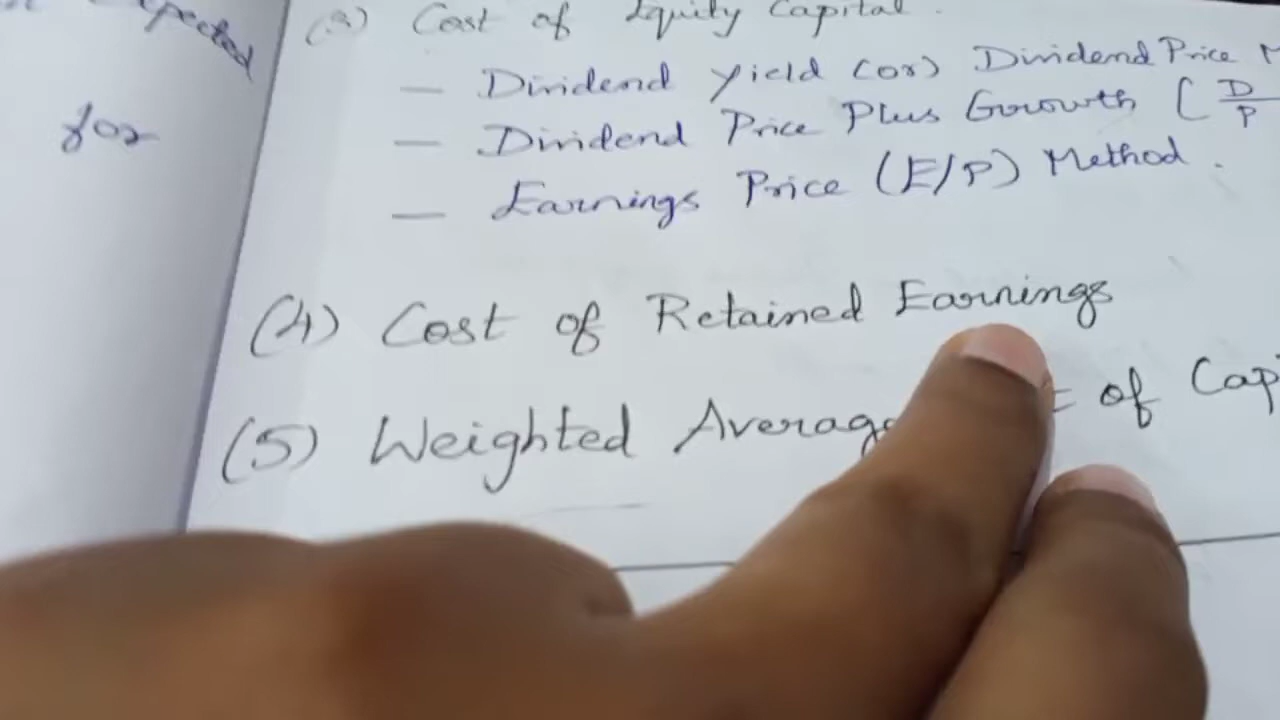 expected
for
(3) Cost of Equity Capital.
— Dividend Yield (or) Dividend Price
— Dividend Price Plus Growth [ D/P
— Earnings Price (E/P) Method.
(4) Cost of Retained Earnings
(5) Weighted Average of Cap